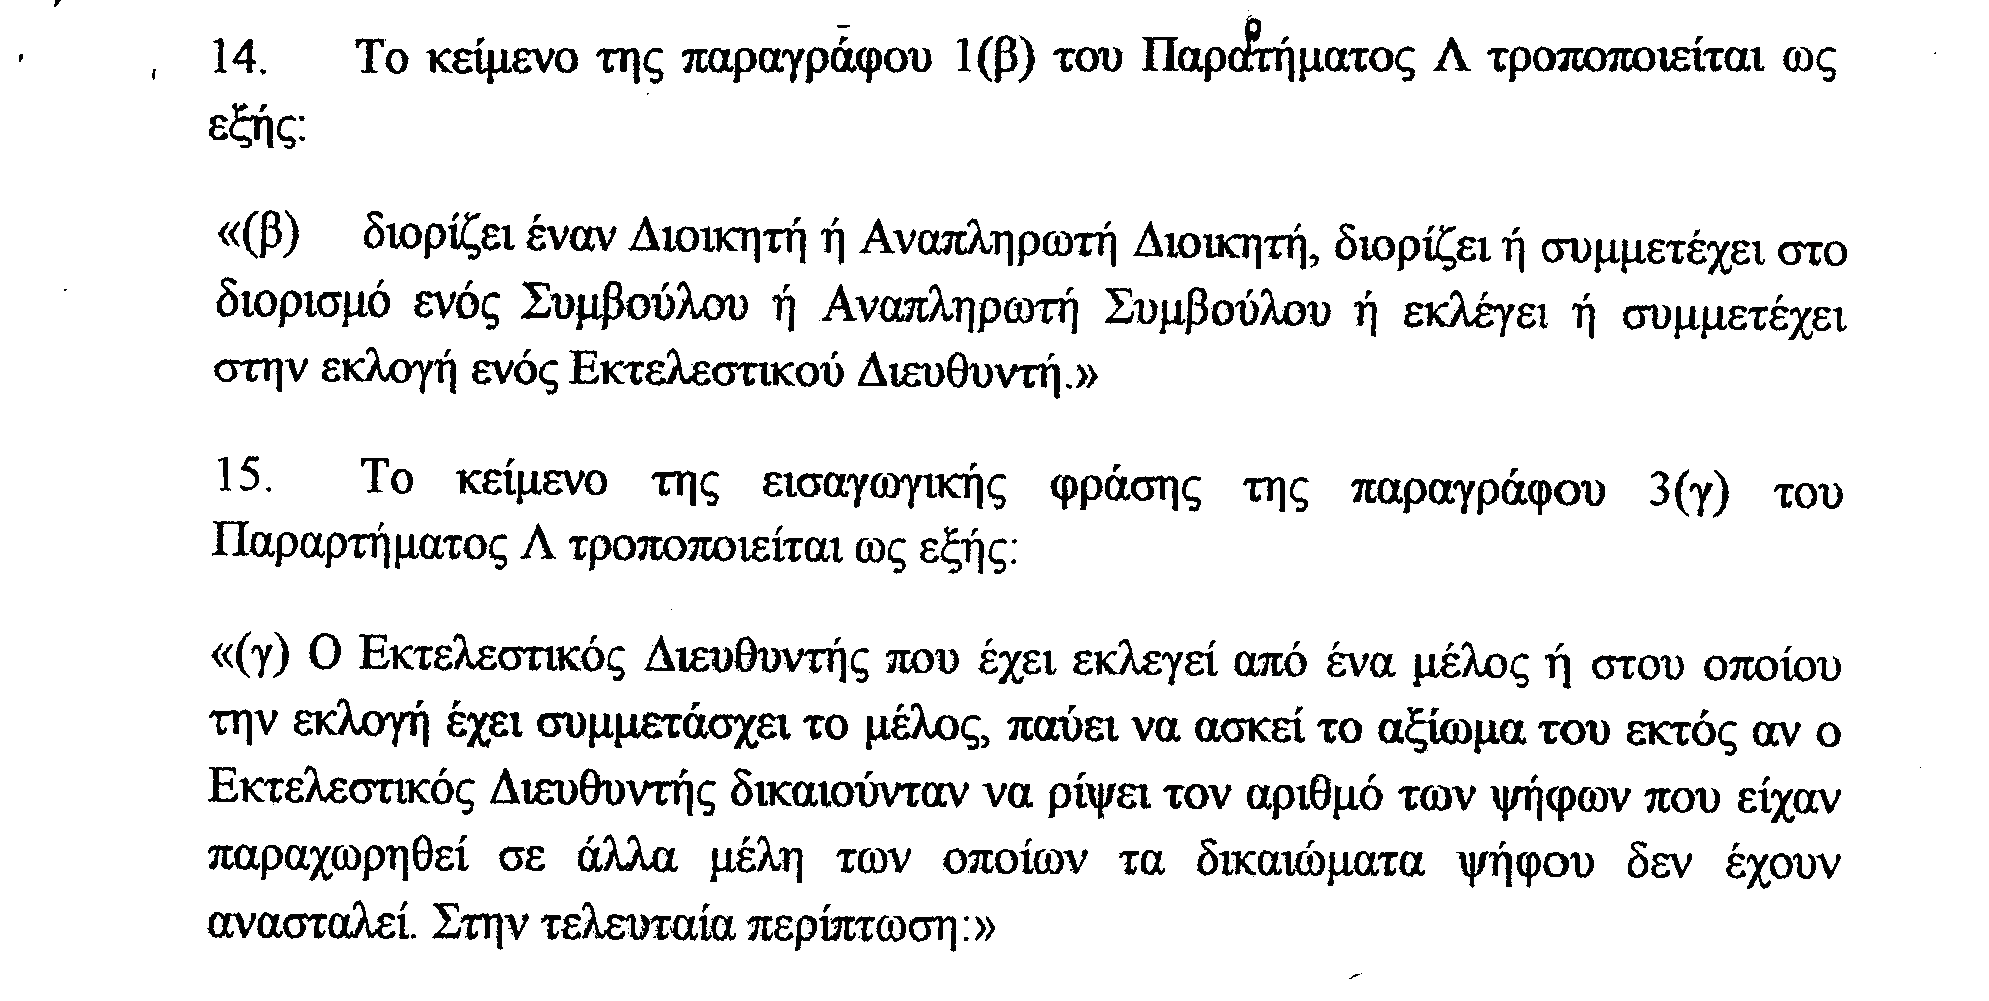 14. Το κείμενο της παραγράφου 1(β) του Παραρτήματος Λ τροποποιείται ως
εξής:
«(β) διορίζει έναν Διοικητή ή Αναπληρωτή Διοικητή, διορίζει ή συμμετέχει στο
διορισμό ενός Συμβούλου ή Αναπληρωτή Συμβούλου ή εκλέγει ή συμμετέχει
στην εκλογή ενός Εκτελεστικού Διευθυντή.»
15. Το κείμενο της εισαγωγικής φράσης της παραγράφου 3(γ) του
Παραρτήματος Λ τροποποιείται ως εξής:
«(γ) Ο Εκτελεστικός Διευθυντής που έχει εκλεγεί από ένα μέλος ή στου οποίου
την εκλογή έχει συμμετάσχει το μέλος, παύει να ασκεί το αξίωμα του εκτός αν ο
Εκτελεστικός Διευθυντής δικαιούνταν να ρίψει τον αριθμό των ψήφων που είχαν
παραχωρηθεί σε άλλα μέλη των οποίων τα δικαιώματα ψήφου δεν έχουν
ανασταλεί. Στην τελευταία περίπτωση:»